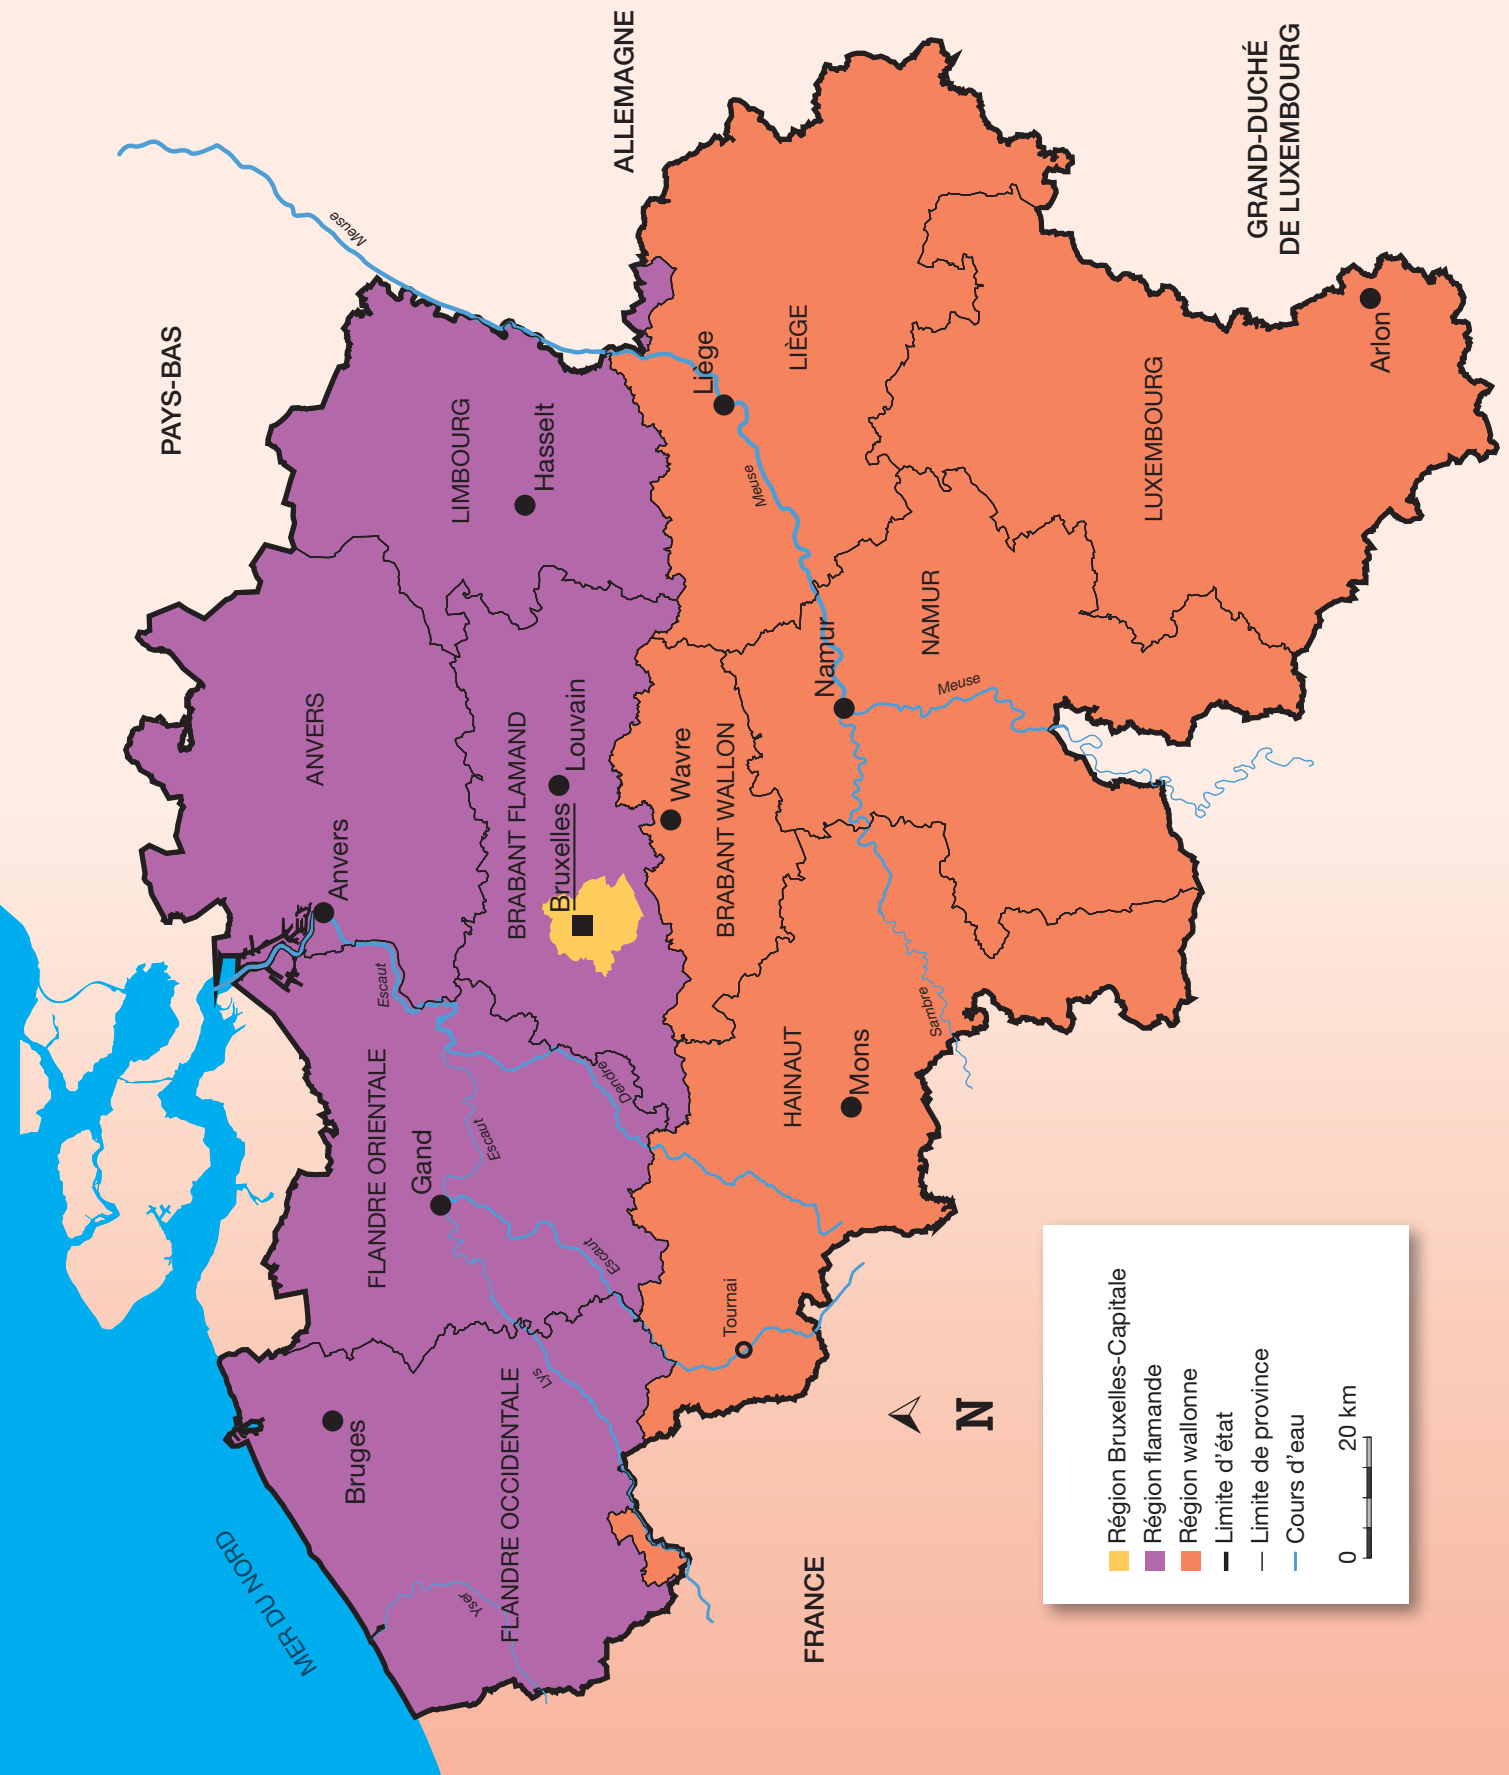 MER DU NORD
PAYS-BAS
ALLEMAGNE
GRAND-DUCHÉ
DE LUXEMBOURG
FRANCE
FLANDRE OCCIDENTALE
Bruges
Yser
Lys
FLANDRE ORIENTALE
Gand
Escaut
Escaut
Escaut
Dendre
ANVERS
Anvers
BRABANT FLAMAND
Bruxelles
Louvain
LIMBOURG
Hasselt
Meuse
BRABANT WALLON
Wavre
HAINAUT
Tournai
Mons
Sambre
NAMUR
Namur
Meuse
LIÈGE
Liège
Meuse
LUXEMBOURG
Arlon
N
Région Bruxelles-Capitale
Région flamande
Région wallonne
Limite d'état
Limite de province
Cours d'eau
0 20 km